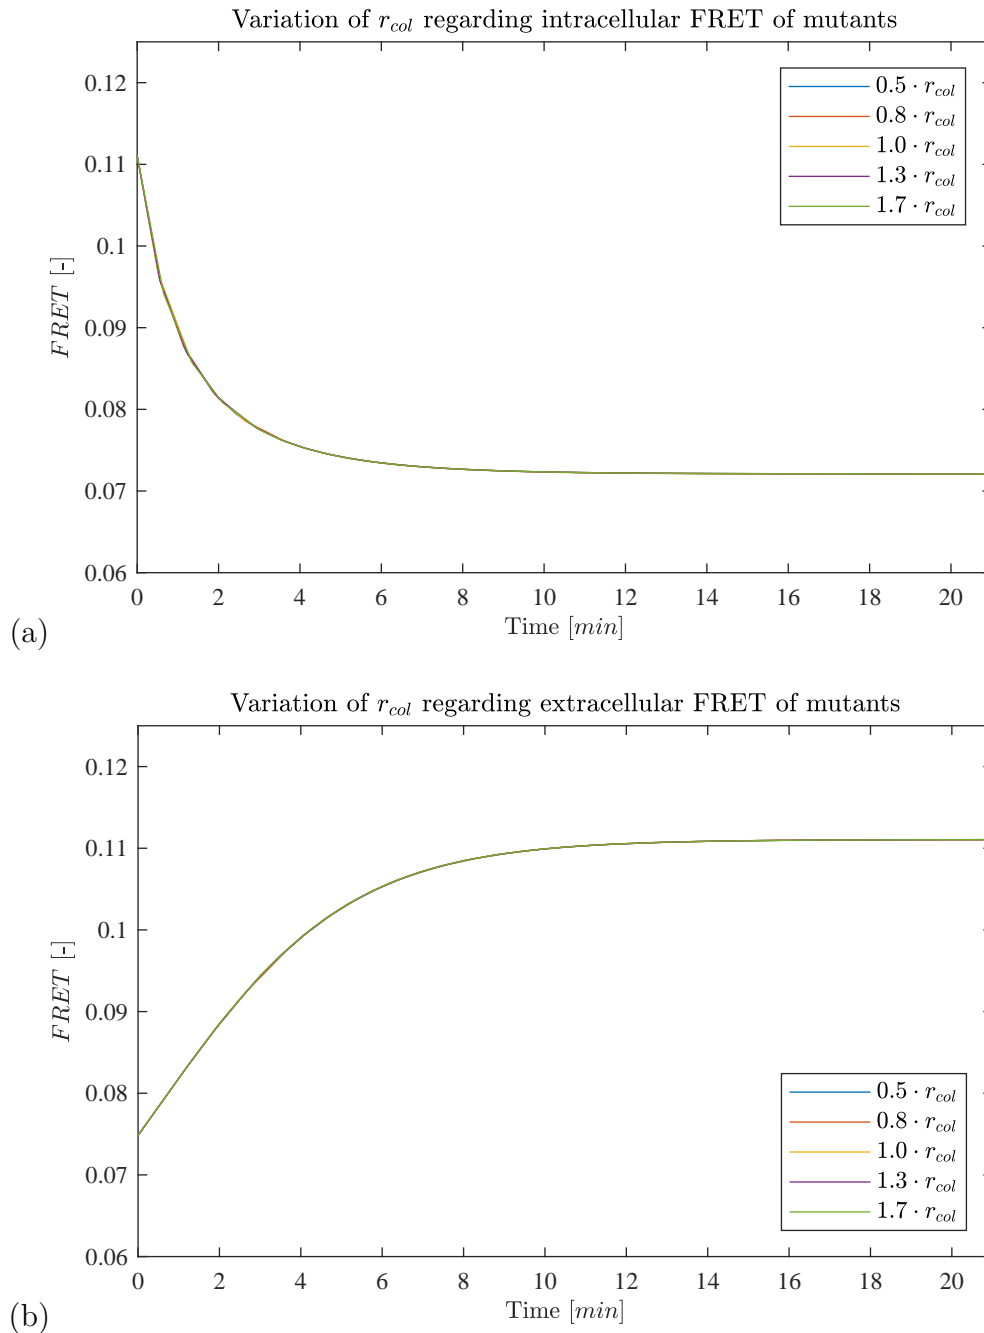 Variation of r_col regarding intracellular FRET of mutants
0.12
0.11
0.1
0.09
0.08
0.07
0.06
FRET [-]
0.5 · r_col
0.8 · r_col
1.0 · r_col
1.3 · r_col
1.7 · r_col
0 2 4 6 8 10 12 14 16 18 20
Time [min]
(a)
Variation of r_col regarding extracellular FRET of mutants
0.12
0.11
0.1
0.09
0.08
0.07
0.06
FRET [-]
0.5 · r_col
0.8 · r_col
1.0 · r_col
1.3 · r_col
1.7 · r_col
0 2 4 6 8 10 12 14 16 18 20
Time [min]
(b)